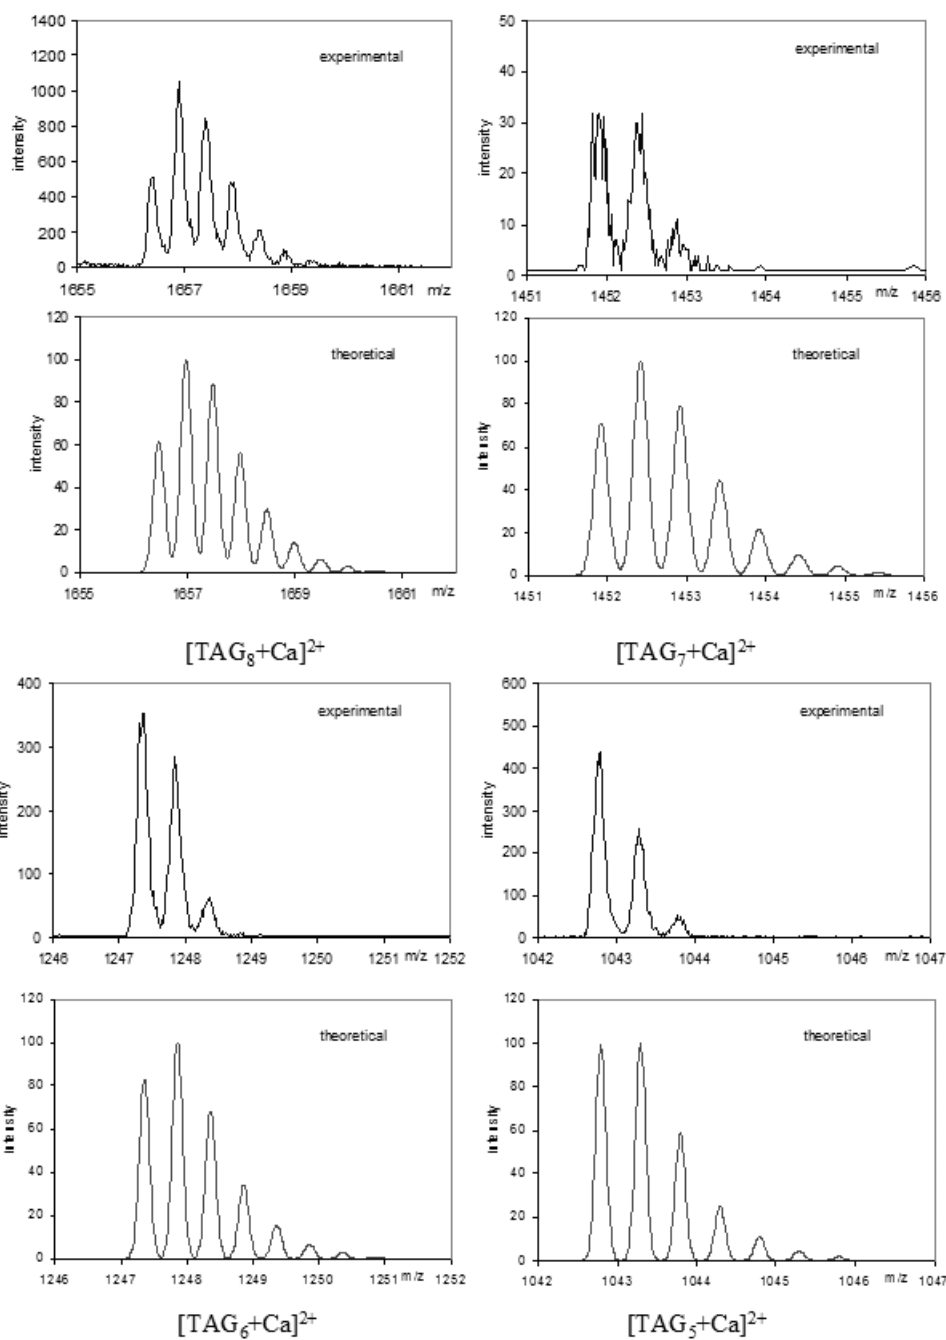 1400
1200
1000
800
600
400
200
0
intensity
experimental
1655 1657 1659 1661 m/z
50
40
30
20
10
0
intensity
experimental
1451 1452 1453 1454 1455 m/z 1456
120
100
80
60
40
20
0
intensity
theoretical
1655 1657 1659 1661 m/z
120
100
80
60
40
20
0
Intensity
theoretical
1451 1452 1453 1454 1455 m/z 1456
[TAG8+Ca]2+
[TAG7+Ca]2+
400
300
200
100
0
intensity
experimental
1246 1247 1248 1249 1250 1251 m/z 1252
600
500
400
300
200
100
0
intensity
experimental
1042 1043 1044 1045 1046 m/z 1047
120
100
80
60
40
20
0
Intensity
theoretical
1246 1247 1248 1249 1250 1251 m/z 1252
120
100
80
60
40
20
0
Intensity
theoretical
1042 1043 1044 1045 1046 m/z 1047
[TAG6+Ca]2+
[TAG5+Ca]2+